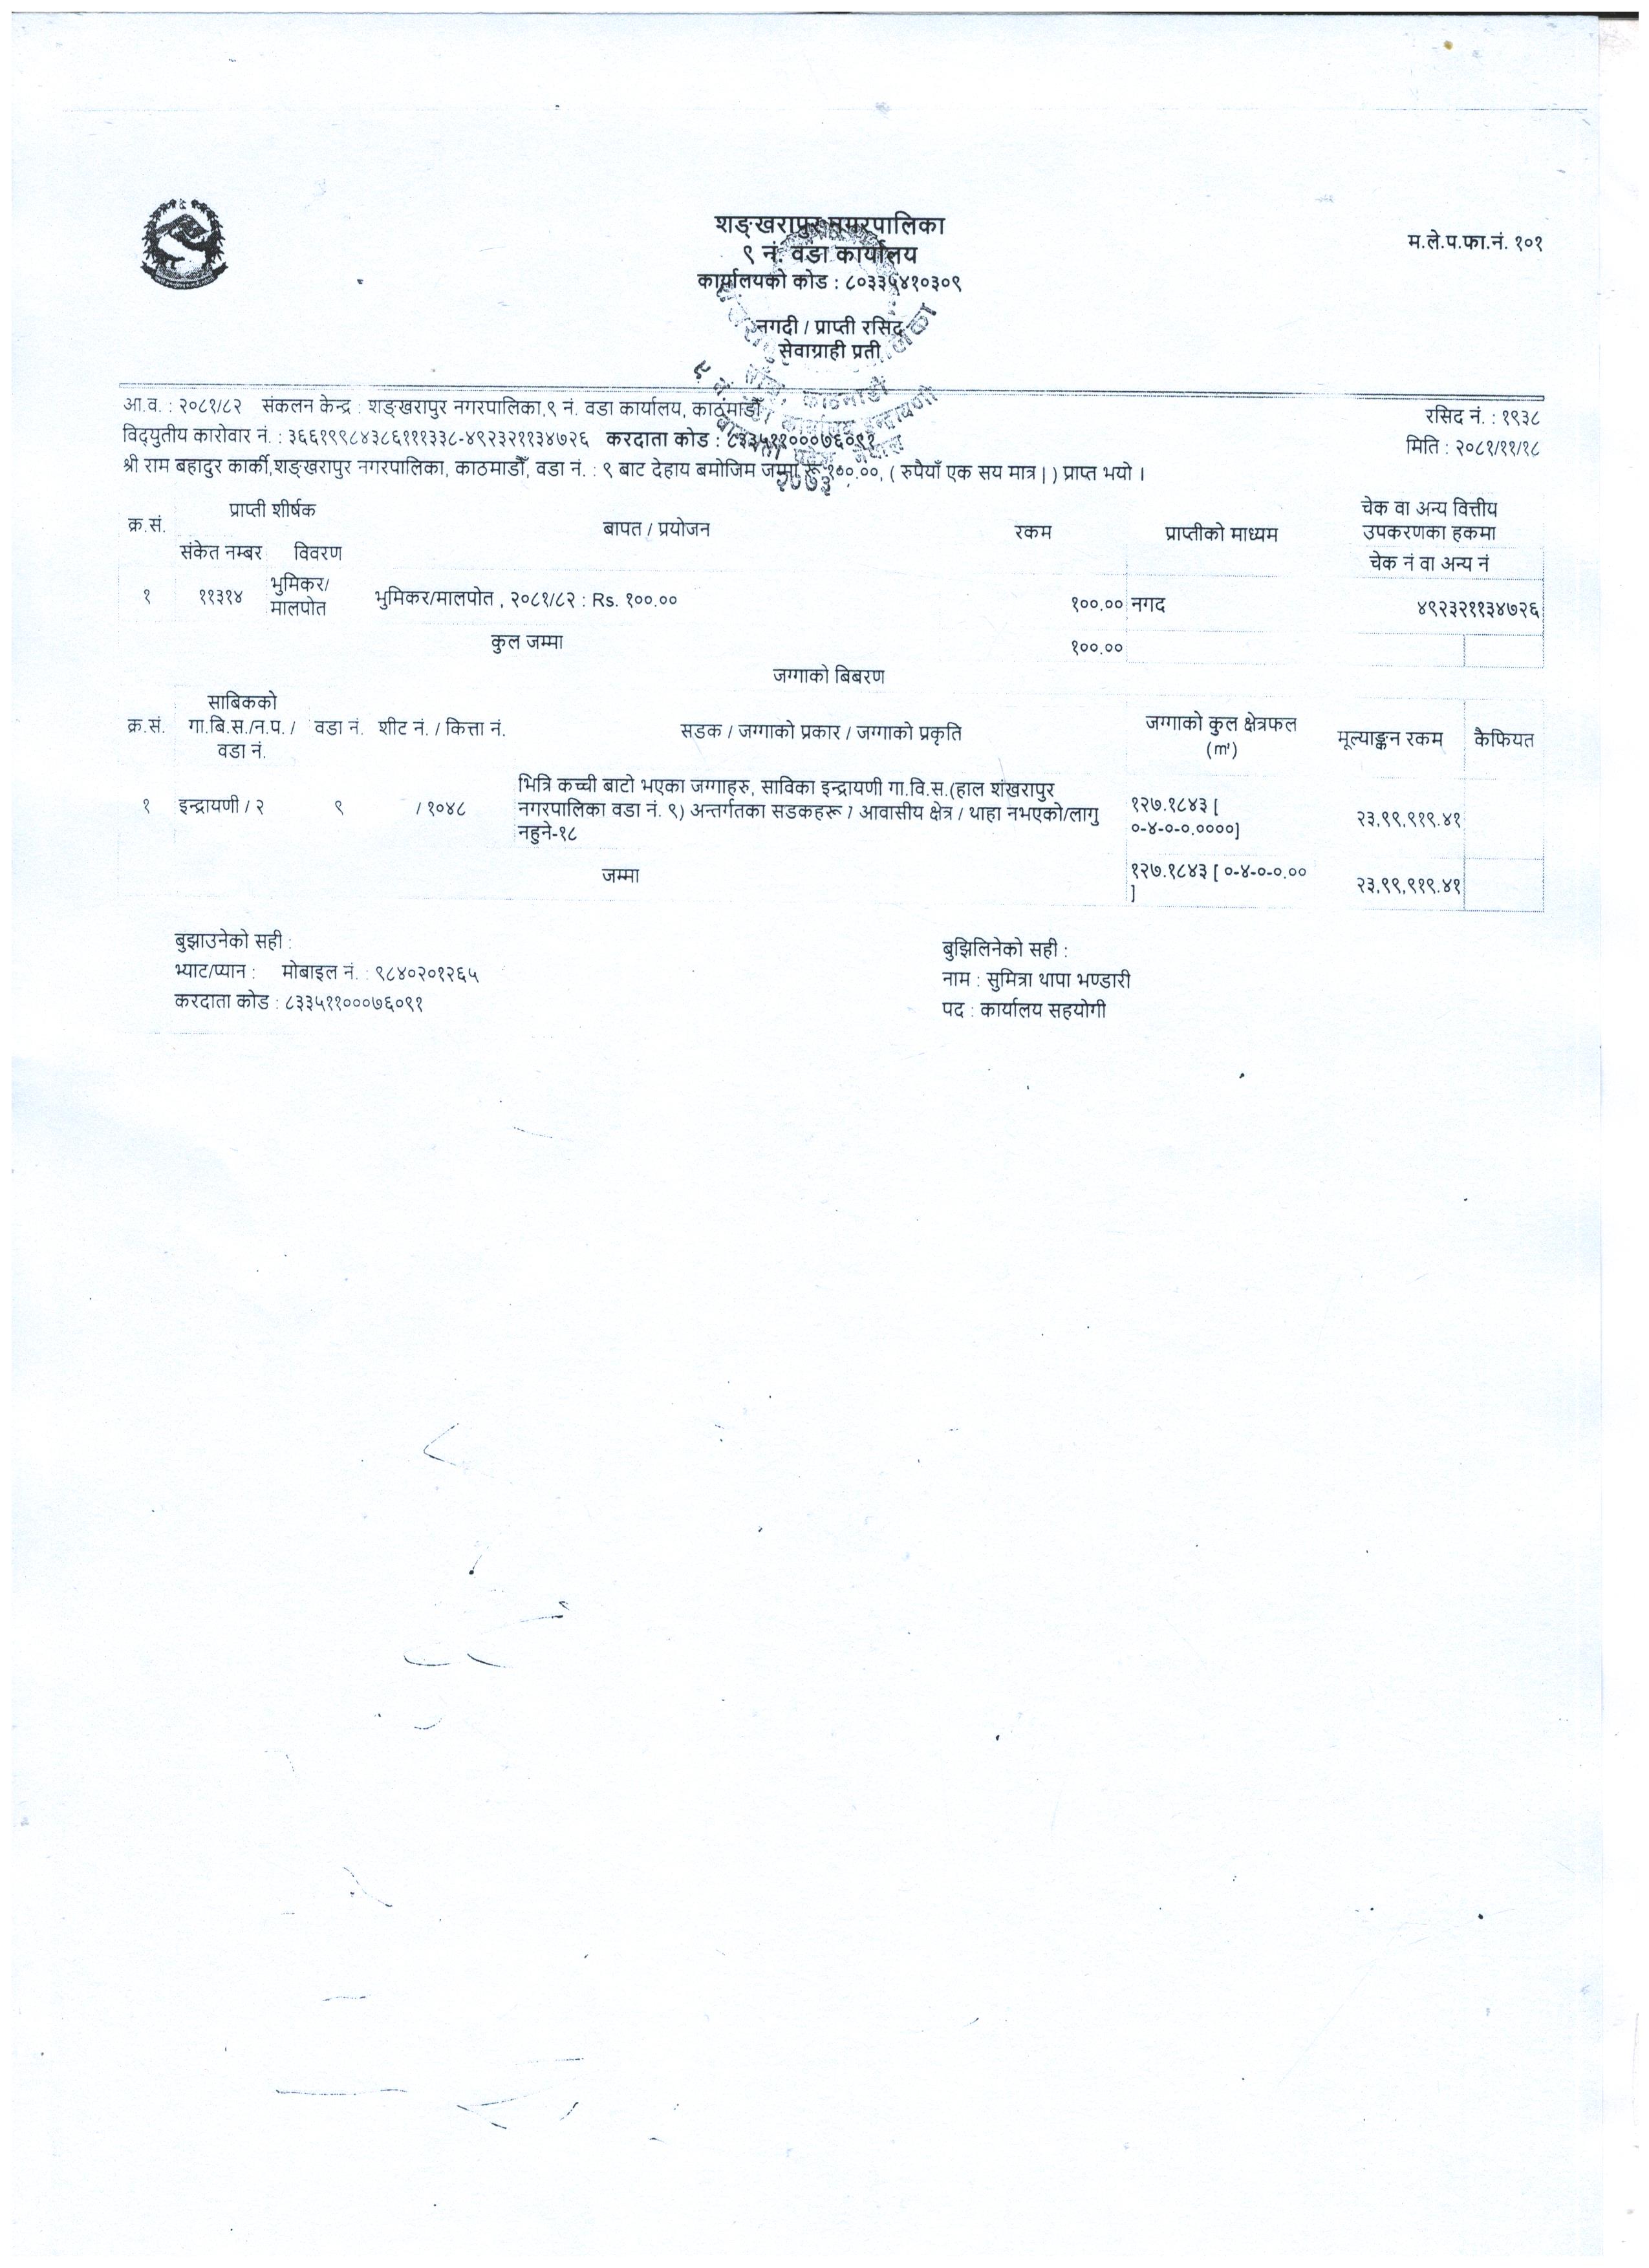 शङ्खरापुर नगरपालिका
९ नं. वडा कार्यालय
कार्यालयको कोड : ८०३३५४१०३०९
म.ले.प.फा.नं. १०१
नगदी / प्राप्ती रसिद
सेवाग्राही प्रती
आ.व. : २०८१/८२ संकलन केन्द्र : शङ्खरापुर नगरपालिका,९ नं. वडा कार्यालय, काठमाडौँ
रसिद नं. : १९३८
विद्युतीय कारोवार नं. : ३६६१९९८४३८६१११३३८-४९२३२११३४७२६ करदाता कोड : ८३३५११०००७६०९१
मिति : २०८१/११/१८
श्री राम बहादुर कार्की,शङ्खरापुर नगरपालिका, काठमाडौँ, वडा नं. : ९ बाट देहाय बमोजिम जम्मा रू १००.००, ( रुपैयाँ एक सय मात्र | ) प्राप्त भयो ।
क्र.सं. प्राप्ती शीर्षक बापत / प्रयोजन रकम प्राप्तीको माध्यम चेक वा अन्य वित्तीय
उपकरणका हकमा
संकेत नम्बर विवरण चेक नं वा अन्य नं
१ ११३१४ भुमिकर/ भुमिकर/मालपोत , २०८१/८२ : Rs. १००.०० १००.०० नगद ४९२३२११३४७२६
मालपोत
कुल जम्मा १००.००
जग्गाको बिबरण
साबिकको
क्र.सं. गा.बि.स./न.प. / वडा नं. शीट नं. / कित्ता नं. सडक / जग्गाको प्रकार / जग्गाको प्रकृति जग्गाको कुल क्षेत्रफल मूल्याङ्कन रकम कैफियत
वडा नं. (m')
भित्रि कच्ची बाटो भएका जग्गाहरु, साविका इन्द्रायणी गा.वि.स.(हाल शंखरापुर
१ इन्द्रायणी / २ ९ / १०४८ नगरपालिका वडा नं. ९) अन्तर्गतका सडकहरू / आवासीय क्षेत्र / थाहा नभएको/लागु १२७.१८४३ [ २३,९९,९१९.४१
नहुने-१८ ०-४-०-०.००००]
जम्मा १२७.१८४३ [ ०-४-०-०.०० २३,९९,९१९.४१
]
बुझाउनेको सही :
भ्याट/प्यान : मोबाइल नं. : ९८४०२०१२६५
करदाता कोड : ८३३५११०००७६०९१
बुझिलिनेको सही :
नाम : सुमित्रा थापा भण्डारी
पद : कार्यालय सहयोगी
२०७३